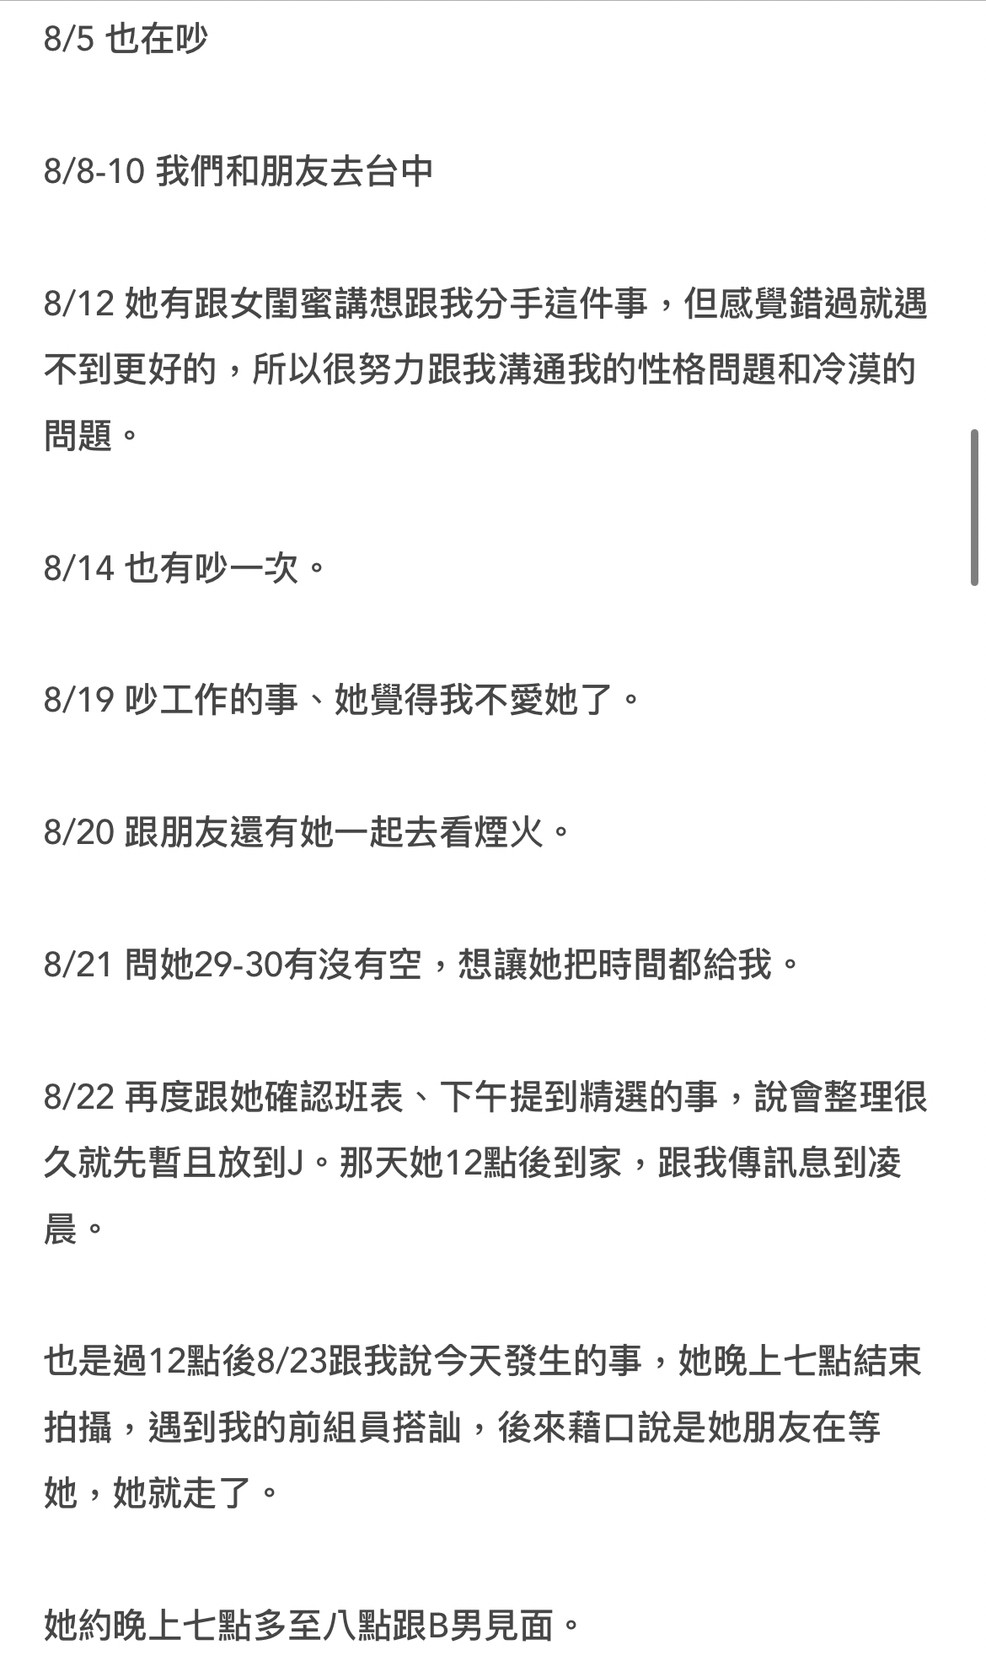 8/5 也在吵
8/8-10 我們和朋友去台中
8/12 她有跟女閨蜜講想跟我分手這件事，但感覺錯過就遇
不到更好的，所以很努力跟我溝通我的性格問題和冷漠的
問題。
8/14 也有吵一次。
8/19 吵工作的事、她覺得我不愛她了。
8/20 跟朋友還有她一起去看煙火。
8/21 問她29-30有沒有空，想讓她把時間都給我。
8/22 再度跟她確認班表、下午提到精選的事，說會整理很
久就先暫且放到J。那天她12點後到家，跟我傳訊息到凌
晨。
也是過12點後8/23跟我說今天發生的事，她晚上七點結束
拍攝，遇到我的前組員搭訕，後來藉口說是她朋友在等
她，她就走了。
她約晚上七點多至八點跟B男見面。